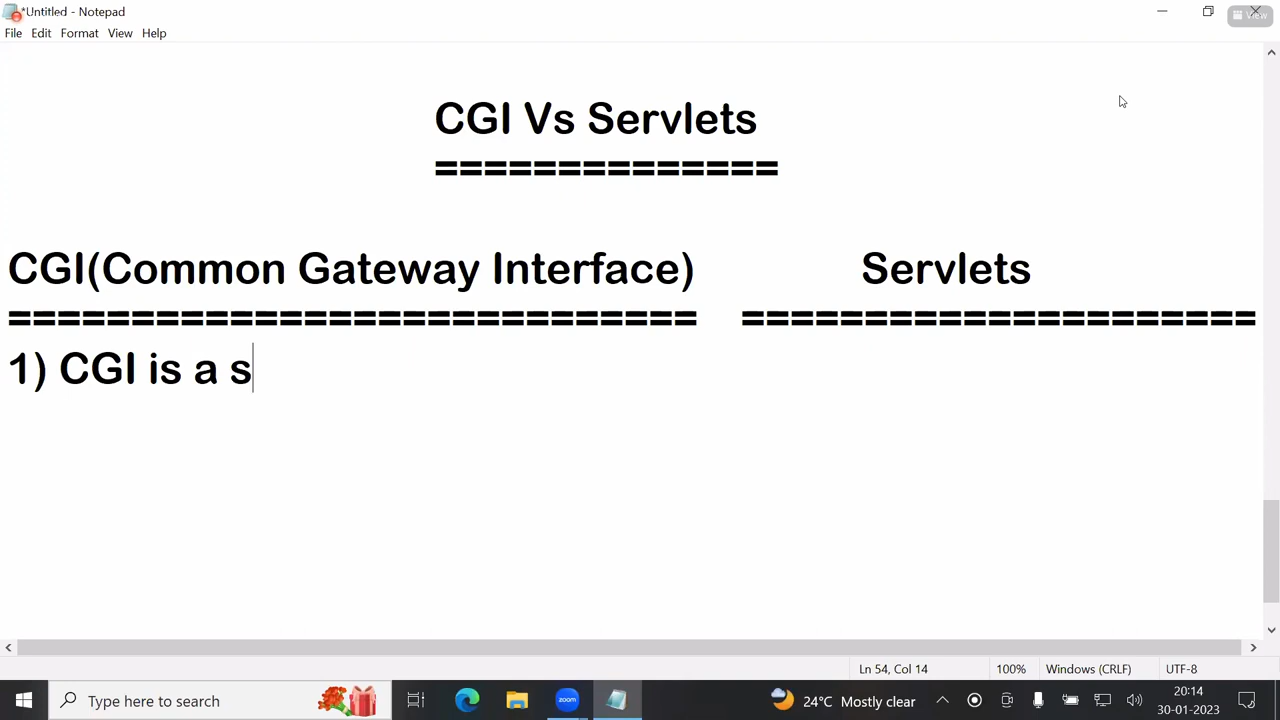 *Untitled - Notepad
View
File Edit Format View Help
CGI Vs Servlets
==============
CGI(Common Gateway Interface) Servlets
============================ =====================
1) CGI is a s
Ln 54, Col 14 100% Windows (CRLF) UTF-8
Type here to search zoom 24°C Mostly clear 20:14
30-01-2023